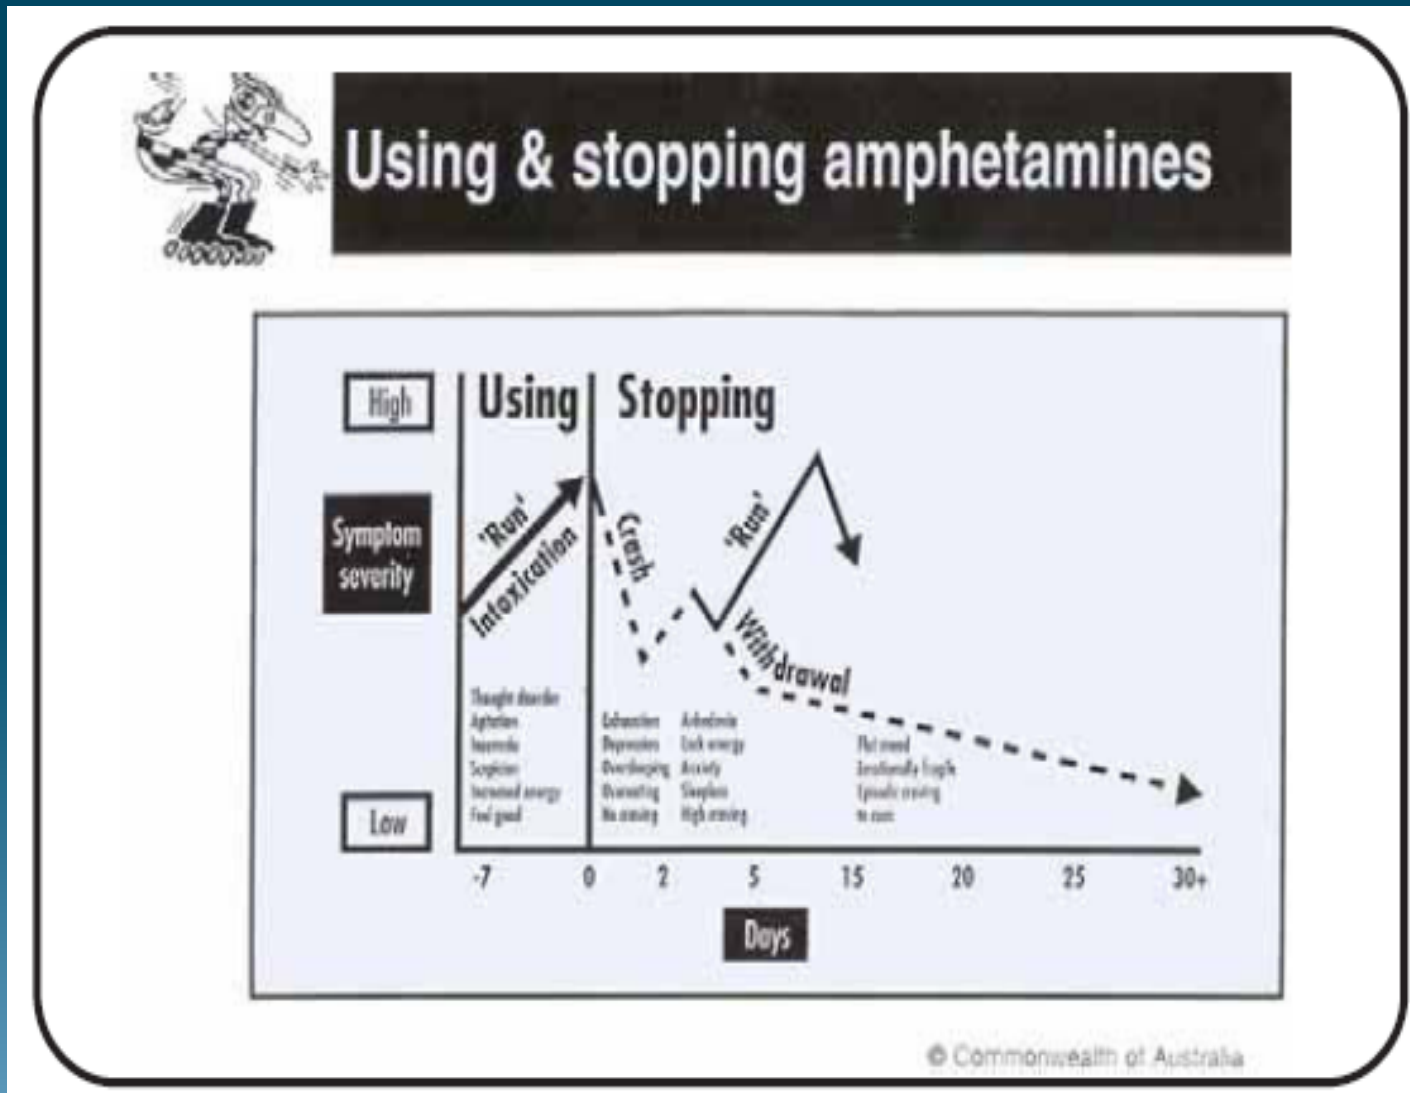 Using & stopping amphetamines
High
Using
Stopping
Symptom
severity
'Run'
Intoxication
Crash
'Run'
Withdrawal
Thought disorder
Agitation
Insomnia
Suspicion
Increased energy
Feel good
Exhaustion
Depression
Oversleeping
Overeating
No craving
Anhedonia
Lack energy
Anxiety
Sleepless
High craving
Flat mood
Emotionally fragile
Episodic craving
Low
-7 0 2 5 15 20 25 30+
Days
© Commonwealth of Australia